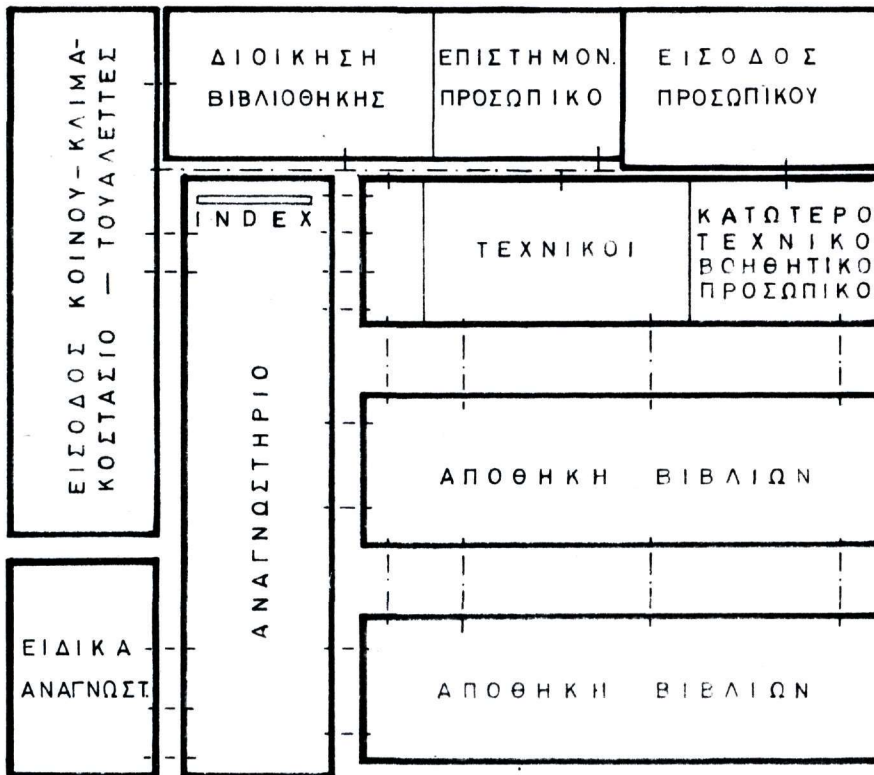 ΕΙΣΟΔΟΣ ΚΟΙΝΟΥ-ΚΛΙΜΑ-
ΚΟΣΤΑΣΙΟ — ΤΟΥΑΛΕΤΤΕΣ
ΔΙΟΙΚΗΣΗ
ΒΙΒΛΙΟΘΗΚΗΣ
ΕΠΙΣΤΗΜΟΝ.
ΠΡΟΣΩΠΙΚΟ
ΕΙΣΟΔΟΣ
ΠΡΟΣΩΠΙΚΟΥ
INDEX
ΑΝΑΓΝΩΣΤΗΡΙΟ
ΤΕΧΝΙΚΟΙ
ΚΑΤΩΤΕΡΟ
ΤΕΧΝΙΚΟ
ΒΟΗΘΗΤΙΚΟ
ΠΡΟΣΩΠΙΚΟ
ΑΠΟΘΗΚΗ ΒΙΒΛΙΩΝ
ΕΙΔΙΚΑ
ΑΝΑΓΝΩΣΤ.
ΑΠΟΘΗΚΗ ΒΙΒΛΙΩΝ